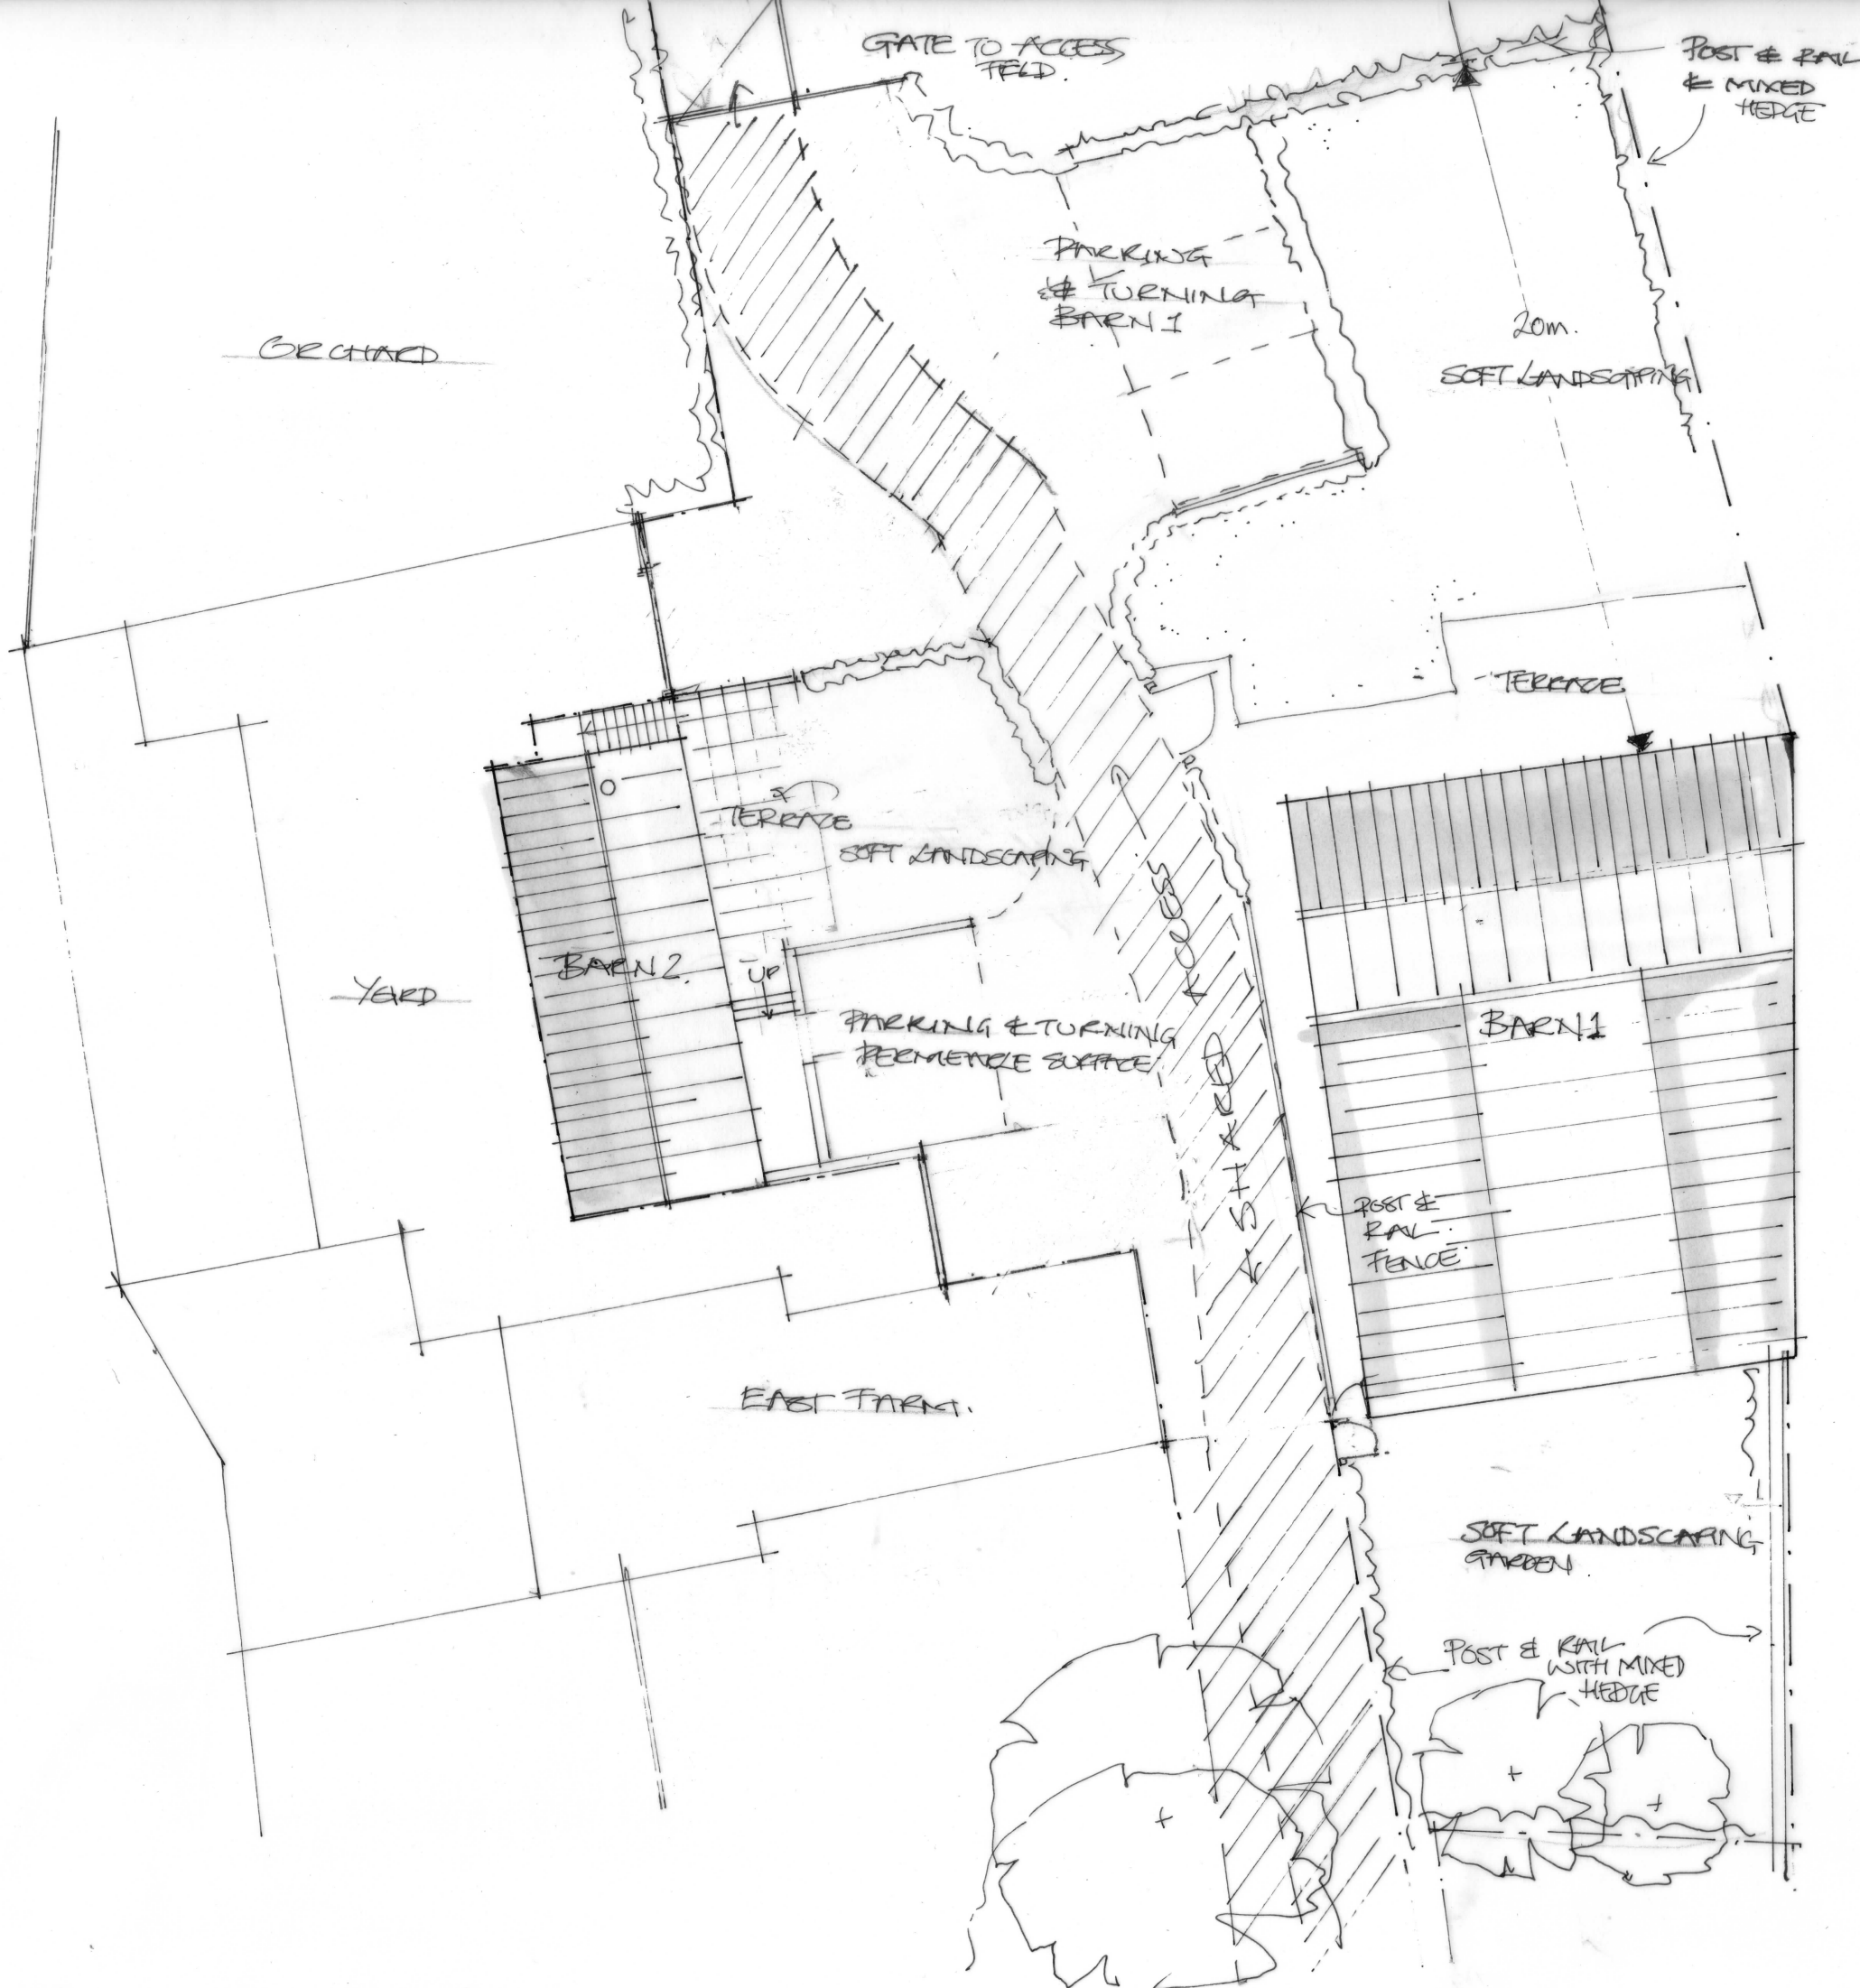 GATE TO ACCESS
FIELD.
POST & RAIL
& MIXED
HEDGE
PARKING
& TURNING
BARN 1
ORCHARD
20m.
SOFT LANDSCAPING
TERRACE
TERRACE
SOFT LANDSCAPING
BARN 2.
UP
YARD
PARKING & TURNING
PERMEABLE SURFACE
SHARED ACCESS
BARN 1
POST &
RAIL
FENCE
EAST FARM.
SOFT LANDSCAPING
GARDEN.
POST & RAIL
WITH MIXED
HEDGE